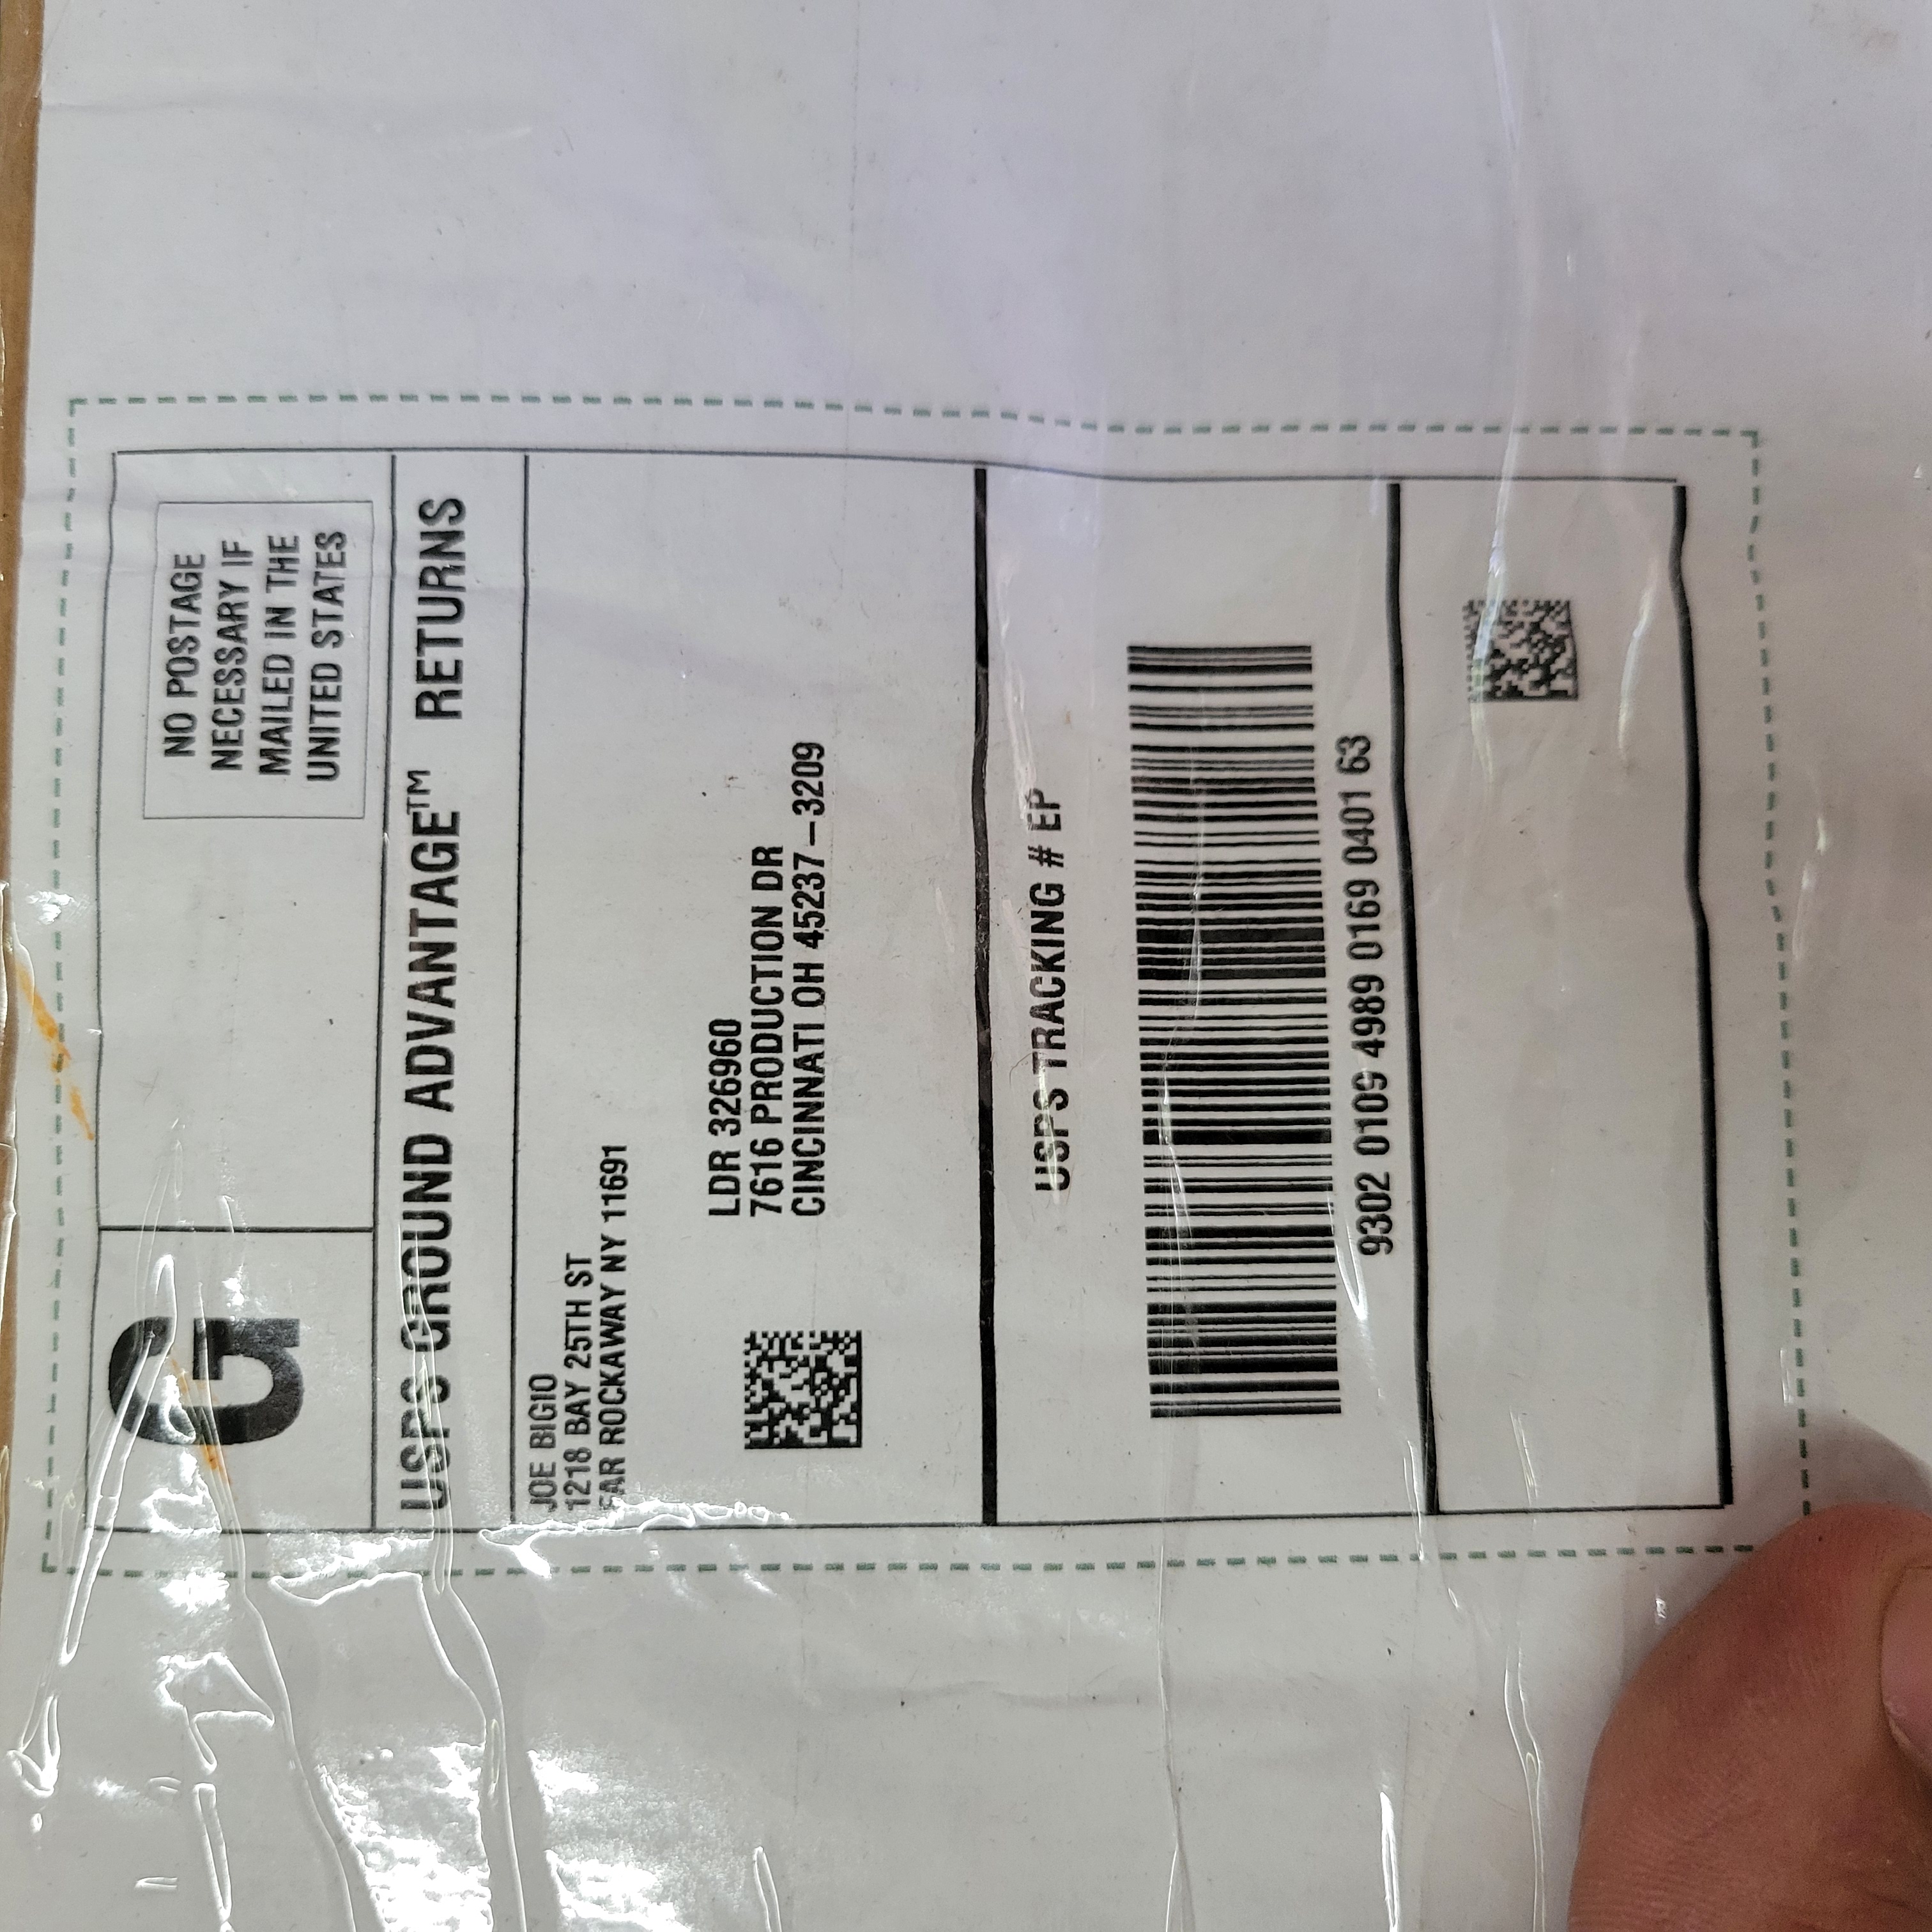 G
NO POSTAGE
NECESSARY IF
MAILED IN THE
UNITED STATES
USPS GROUND ADVANTAGE™ RETURNS
JOE BIGIO
1218 BAY 25TH ST
FAR ROCKAWAY NY 11691
LDR 326960
7616 PRODUCTION DR
CINCINNATI OH 45237-3209
USPS TRACKING # EP
9302 0109 4989 0169 0401 63